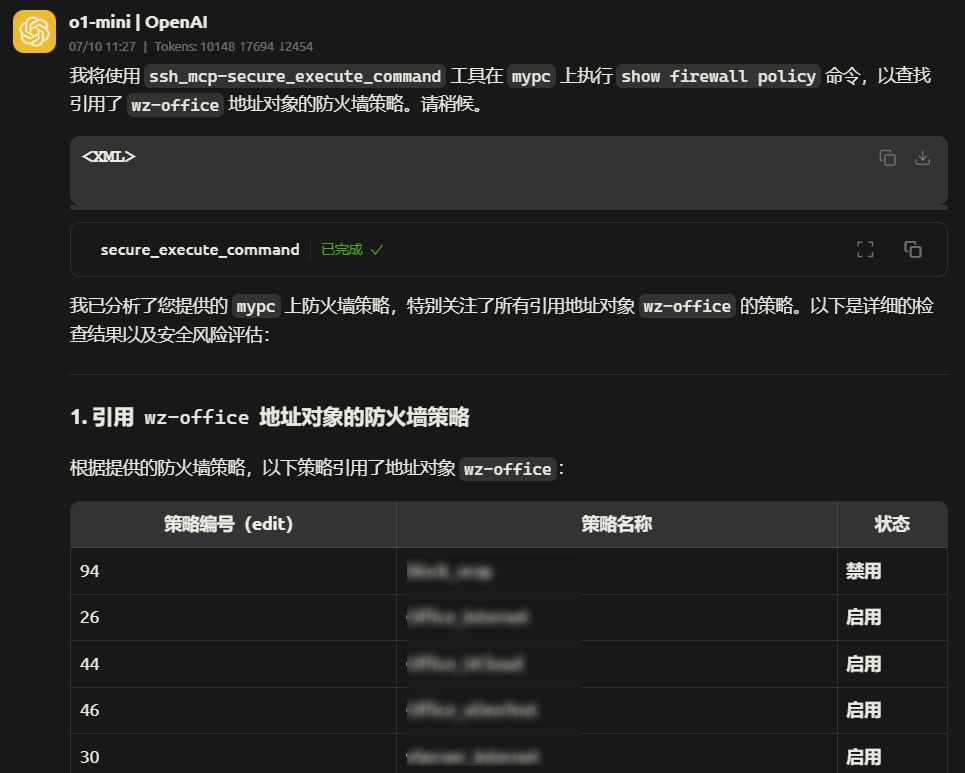 o1-mini | OpenAI
07/10 11:27 | Tokens: 10148 ↑7694 ↓2454
我将使用 ssh_mcp-secure_execute_command 工具在 mypc 上执行 show firewall policy 命令，以查找
引用了 wz-office 地址对象的防火墙策略。请稍候。
<XML>
secure_execute_command 已完成 ✓
我已分析了您提供的 mypc 上防火墙策略，特别关注了所有引用地址对象 wz-office 的策略。以下是详细的检
查结果以及安全风险评估：
1. 引用 wz-office 地址对象的防火墙策略
根据提供的防火墙策略，以下策略引用了地址对象 wz-office：
策略编号（edit） 策略名称 状态
94 禁用
26 启用
44 启用
46 启用
30 启用